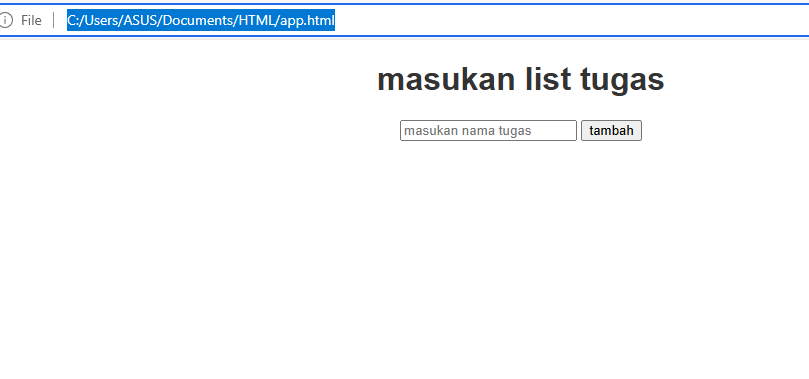 File C:/Users/ASUS/Documents/HTML/app.html
masukan list tugas
masukan nama tugas tambah